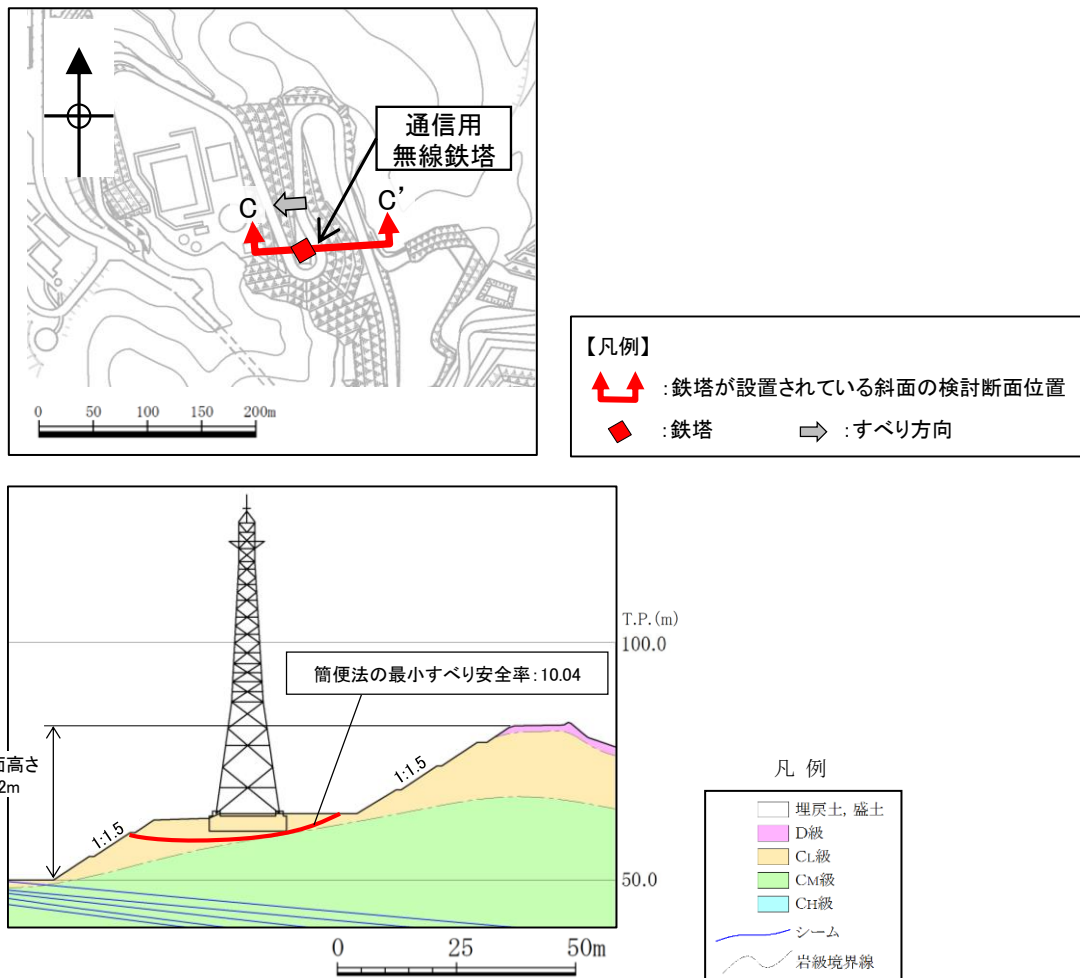 通信用
無線鉄塔
C
C’
0 50 100 150 200m
【凡例】
:鉄塔が設置されている斜面の検討断面位置
:鉄塔
:すべり方向
T.P.(m)
100.0
簡便法の最小すべり安全率:10.04
高さ
2m
1:1.5
1:1.5
50.0
0 25 50m
凡 例
埋戻土, 盛土
D級
CL級
CM級
CH級
シーム
岩級境界線